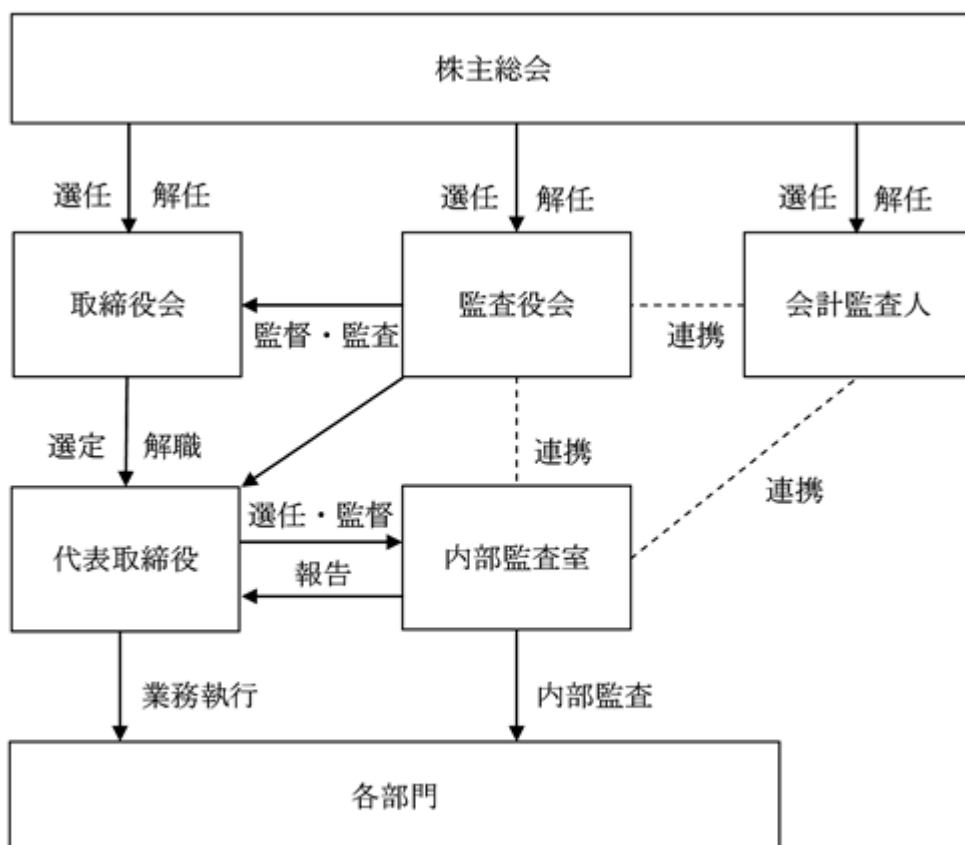 株主総会
選任 解任
選任 解任
選任 解任
取締役会
監査役会
会計監査人
監督・監査
連携
選定 解職
連携
連携
選任・監督
代表取締役
内部監査室
報告
業務執行
内部監査
各部門